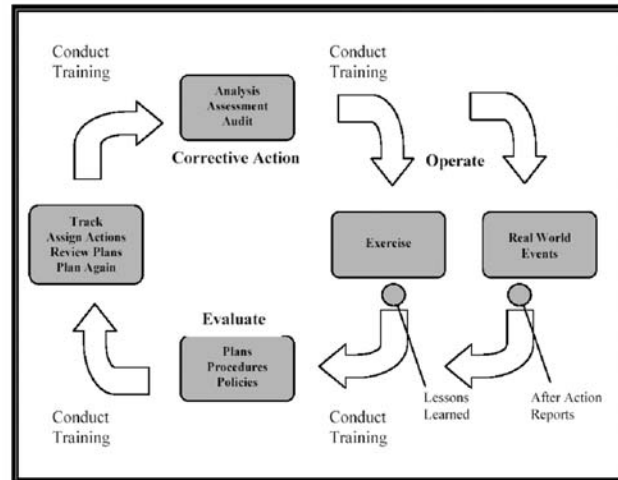 Conduct
Training
Analysis
Assessment
Audit
Corrective Action
Conduct
Training
Operate
Track
Assign Actions
Review Plans
Plan Again
Exercise
Real World
Events
Evaluate
Plans
Procedures
Policies
Lessons
Learned
After Action
Reports
Conduct
Training
Conduct
Training